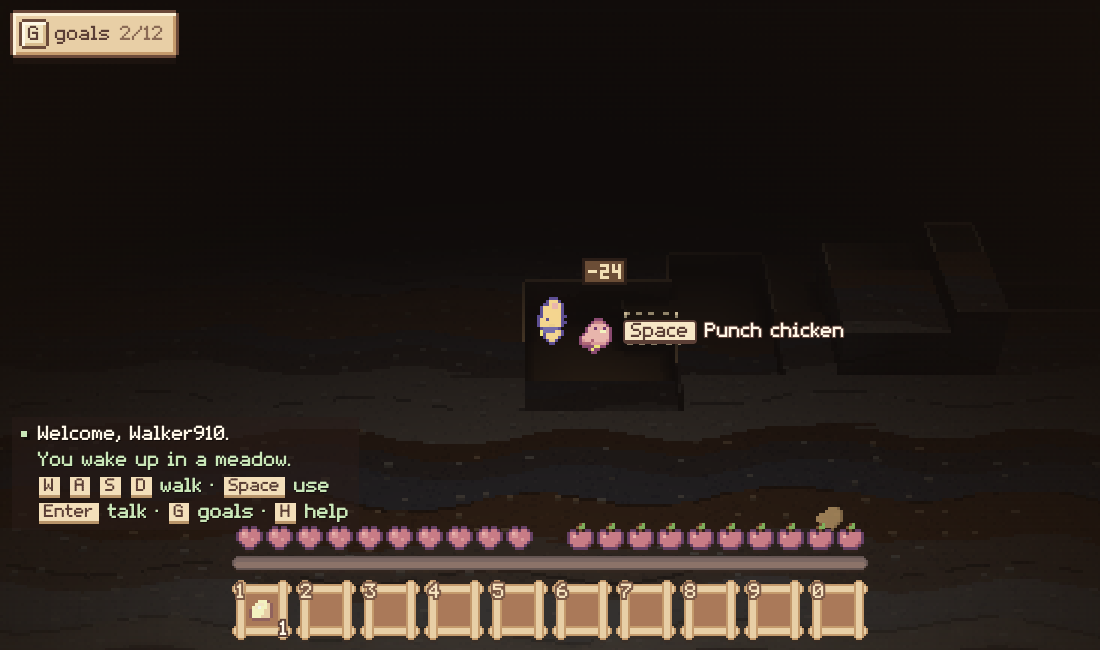 G goals 2/12
-24
Space Punch chicken
Welcome, Walker910.
You wake up in a meadow.
W A S D walk · Space use
Enter talk · G goals · H help
1 2 3 4 5 6 7 8 9 0
1